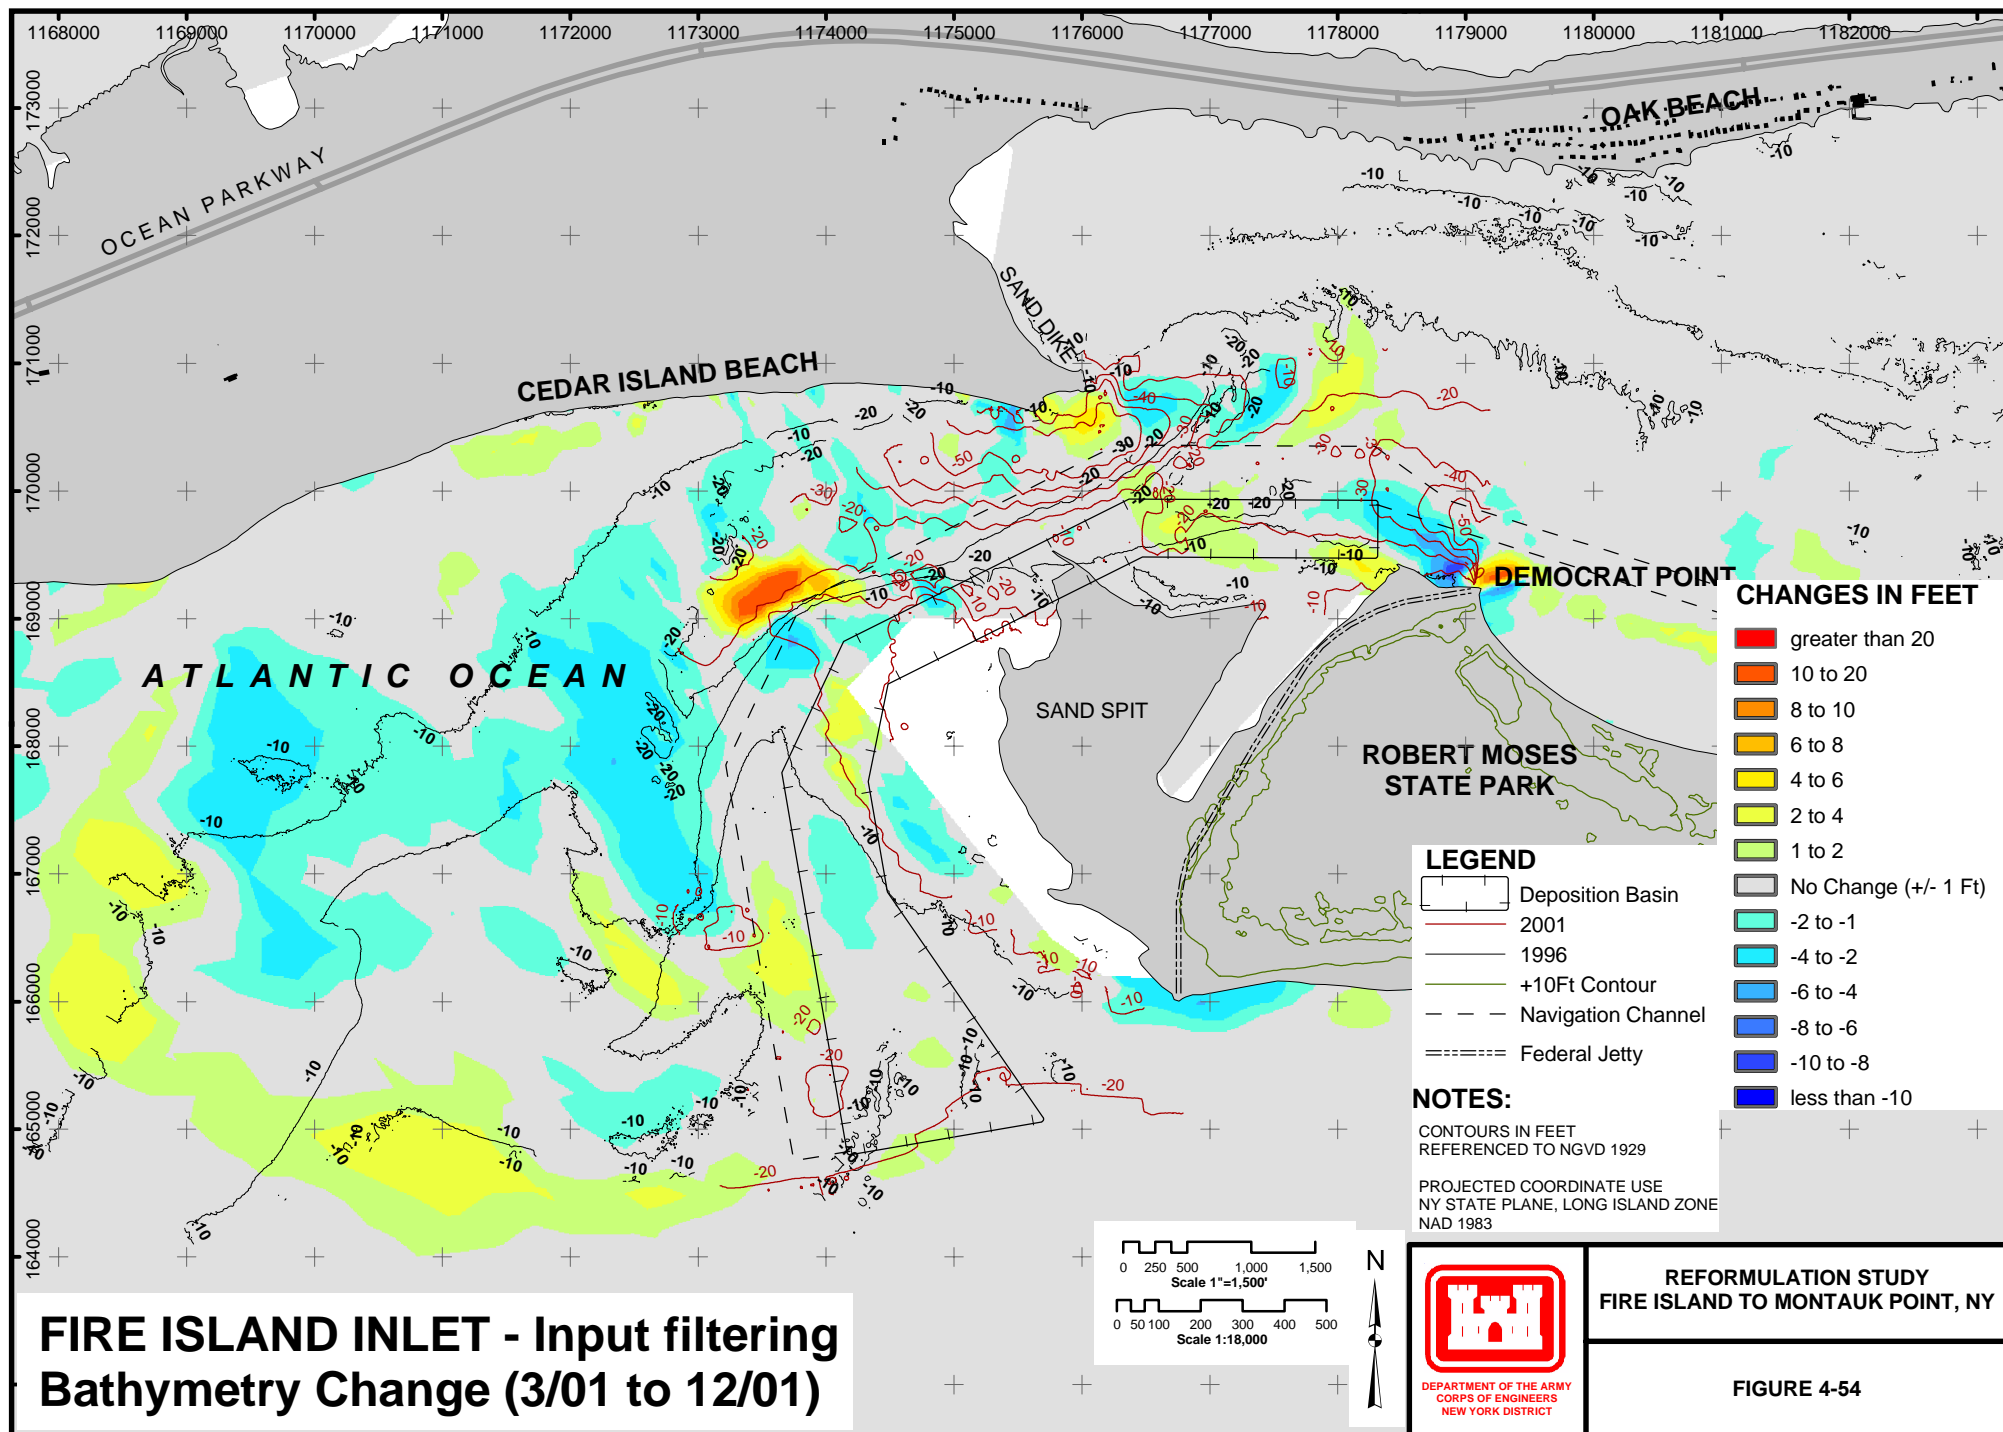 1168000 1169000 1170000 1171000 1172000 1173000 1174000 1175000 1176000 1177000 1178000 1179000 1180000 1181000 1182000
173000
172000
171000
170000
169000
168000
167000
166000
165000
164000
OCEAN PARKWAY
OAK BEACH
SAND DIKE
CEDAR ISLAND BEACH
ATLANTIC OCEAN
DEMOCRAT POINT
SAND SPIT
ROBERT MOSES
STATE PARK
CHANGES IN FEET
greater than 20
10 to 20
8 to 10
6 to 8
4 to 6
2 to 4
1 to 2
No Change (+/- 1 Ft)
-2 to -1
-4 to -2
-6 to -4
-8 to -6
-10 to -8
less than -10
LEGEND
Deposition Basin
2001
1996
+10Ft Contour
Navigation Channel
Federal Jetty
NOTES:
CONTOURS IN FEET
REFERENCED TO NGVD 1929
PROJECTED COORDINATE USE
NY STATE PLANE, LONG ISLAND ZONE
NAD 1983
0 250 500 1,000 1,500
Scale 1"=1,500'
0 50 100 200 300 400 500
Scale 1:18,000
N
DEPARTMENT OF THE ARMY
CORPS OF ENGINEERS
NEW YORK DISTRICT
REFORMULATION STUDY
FIRE ISLAND TO MONTAUK POINT, NY
FIGURE 4-54
FIRE ISLAND INLET - Input filtering
Bathymetry Change (3/01 to 12/01)